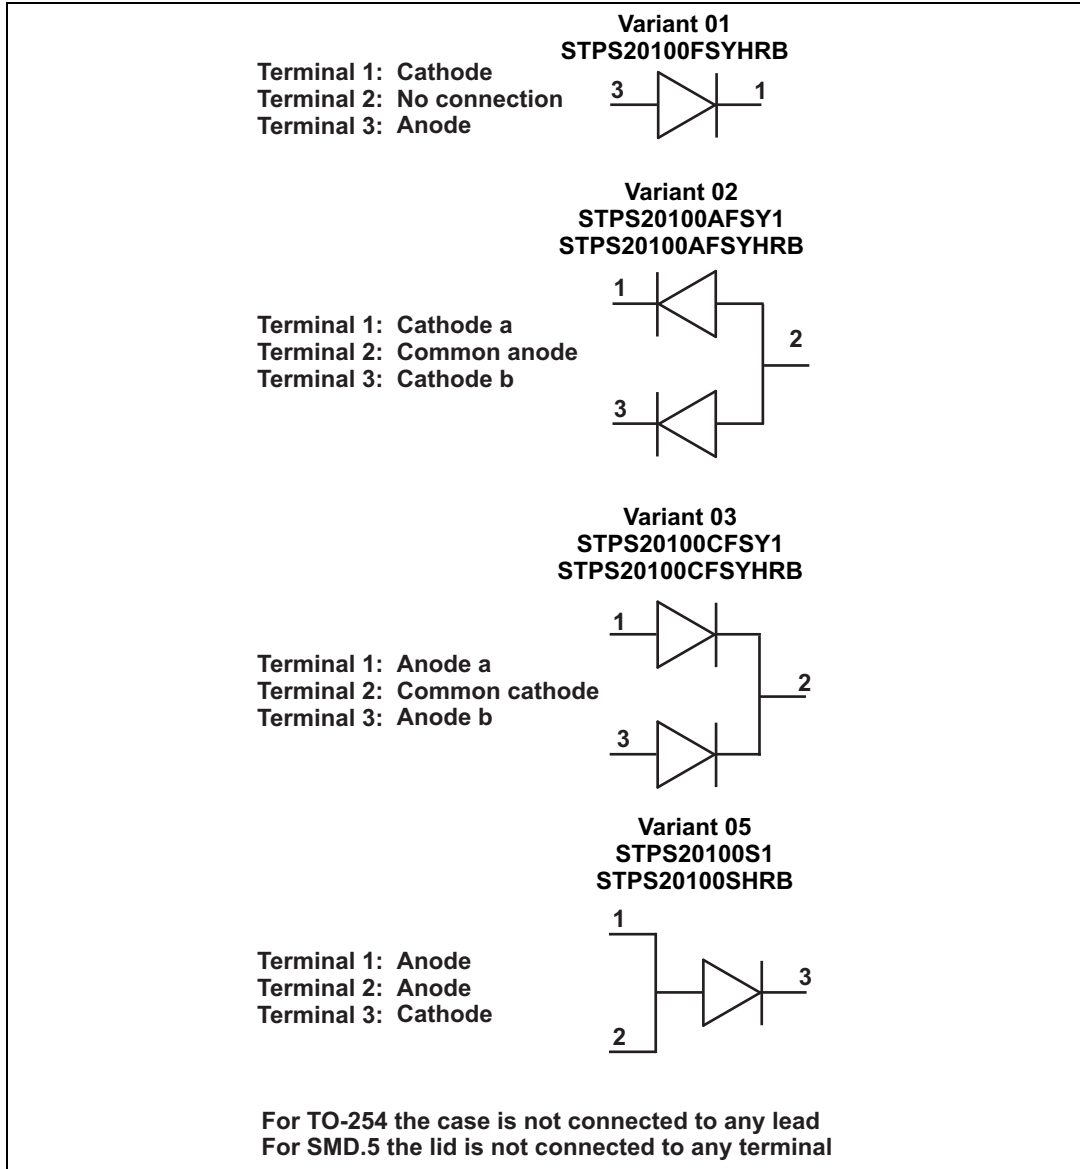 Variant 01
STPS20100FSYHRB
Terminal 1: Cathode
Terminal 2: No connection
Terminal 3: Anode
3
1
Variant 02
STPS20100AFSY1
STPS20100AFSYHRB
1
Terminal 1: Cathode a
Terminal 2: Common anode
Terminal 3: Cathode b
2
3
Variant 03
STPS20100CFSY1
STPS20100CFSYHRB
1
Terminal 1: Anode a
Terminal 2: Common cathode
Terminal 3: Anode b
2
3
Variant 05
STPS20100S1
STPS20100SHRB
1
Terminal 1: Anode
Terminal 2: Anode
Terminal 3: Cathode
3
2
For TO-254 the case is not connected to any lead
For SMD.5 the lid is not connected to any terminal